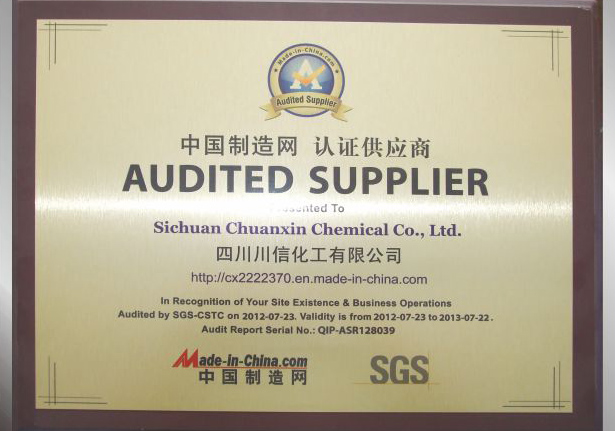 Made-in-China.com
Audited Supplier
中国制造网 认证供应商
AUDITED SUPPLIER
Presented To
Sichuan Chuanxin Chemical Co., Ltd.
四川川信化工有限公司
http://cx2222370.en.made-in-china.com
In Recognition of Your Site Existence & Business Operations
Audited by SGS-CSTC on 2012-07-23. Validity is from 2012-07-23 to 2013-07-22.
Audit Report Serial No.: QIP-ASR128039
Made-in-China.com
中国制造网
SGS